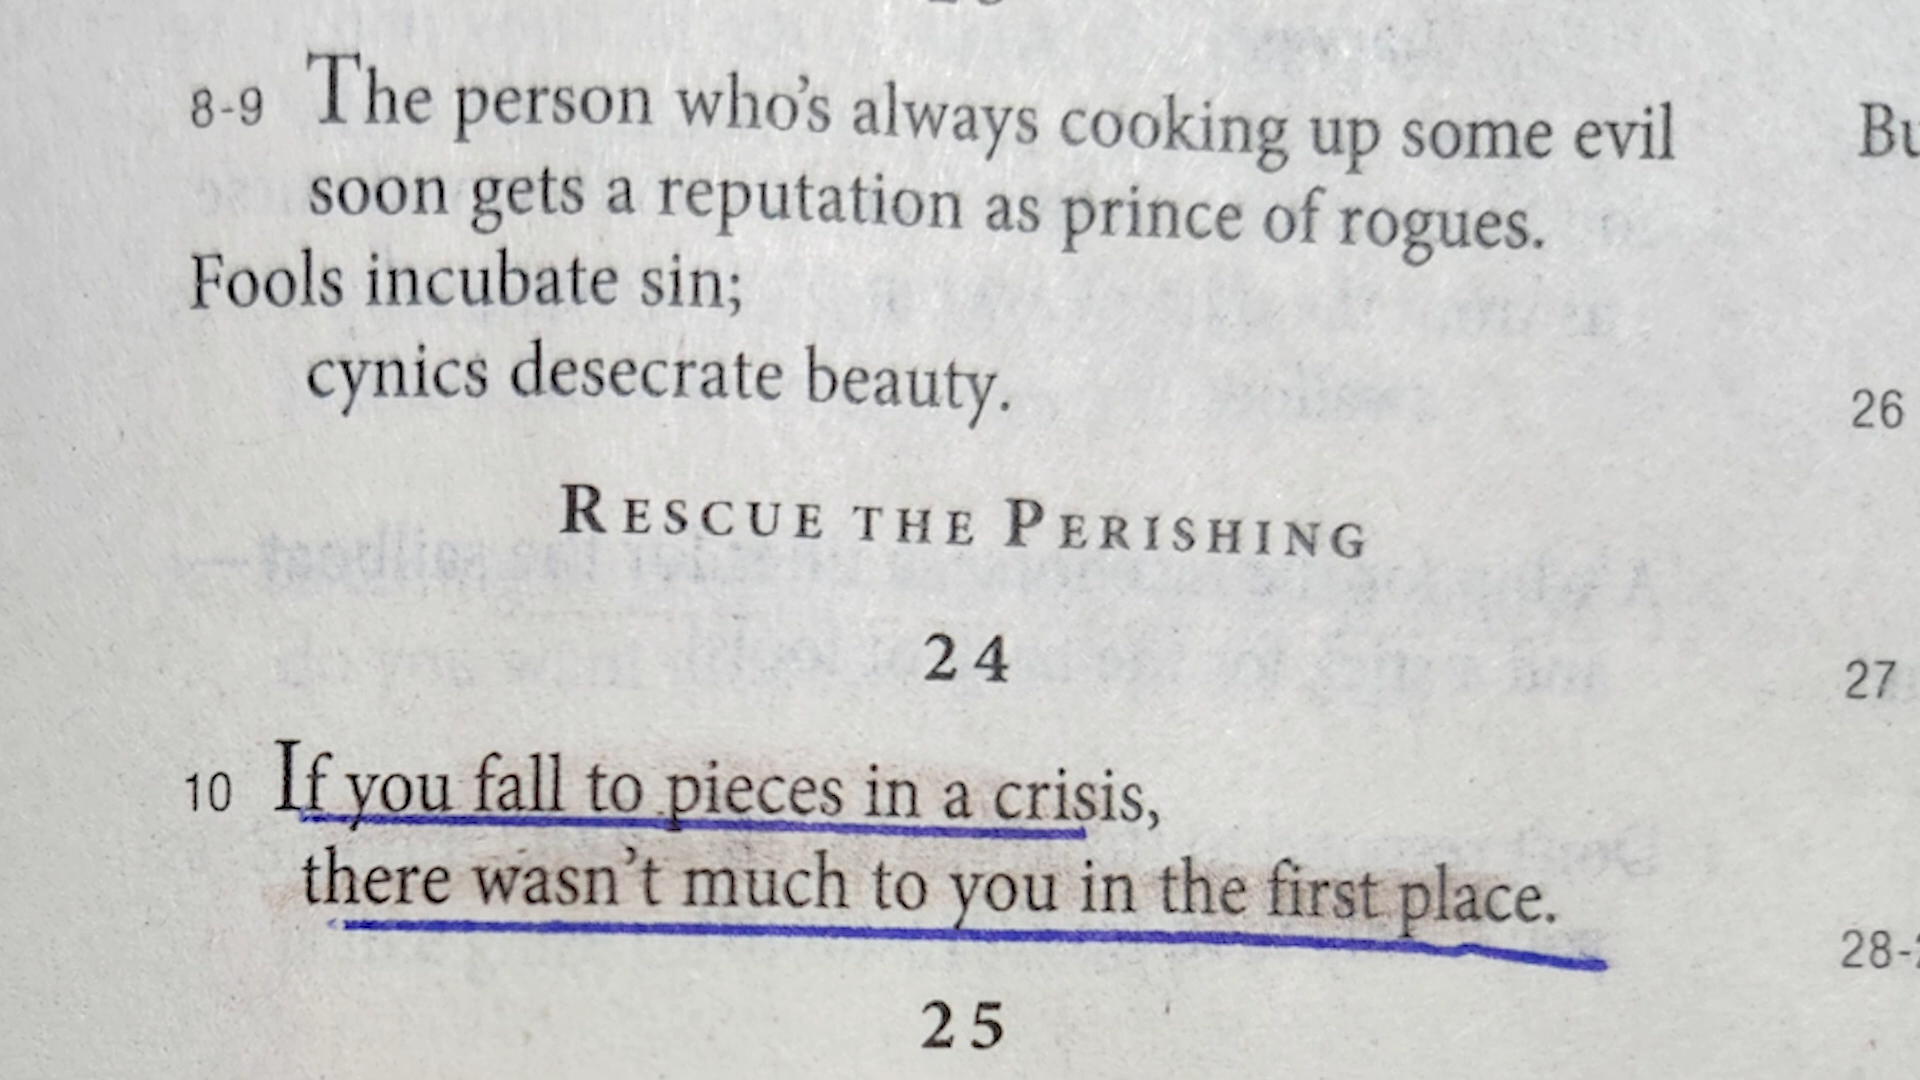 8-9 The person who's always cooking up some evil
soon gets a reputation as prince of rogues.
Fools incubate sin;
cynics desecrate beauty.
RESCUE THE PERISHING
24
10 If you fall to pieces in a crisis,
there wasn't much to you in the first place.
25
Bu
26
27
28-